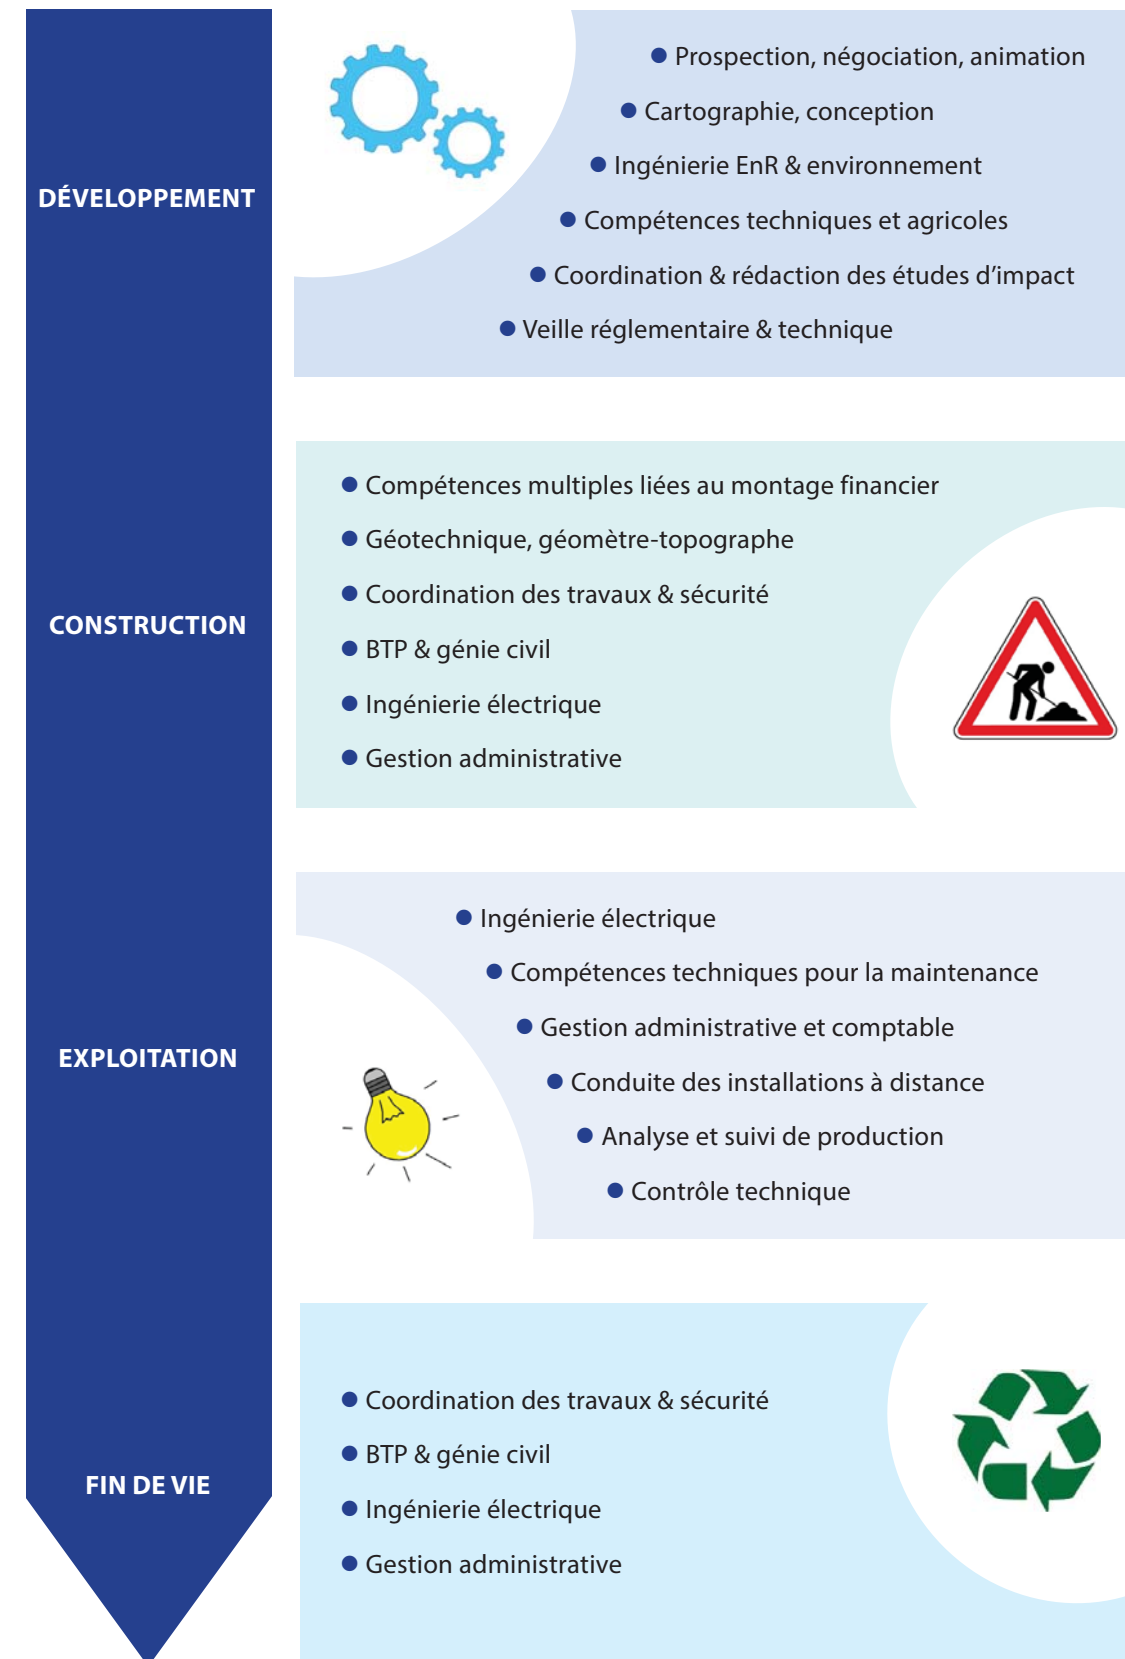 DÉVELOPPEMENT
● Prospection, négociation, animation
● Cartographie, conception
● Ingénierie EnR & environnement
● Compétences techniques et agricoles
● Coordination & rédaction des études d’impact
● Veille réglementaire & technique
CONSTRUCTION
● Compétences multiples liées au montage financier
● Géotechnique, géomètre-topographe
● Coordination des travaux & sécurité
● BTP & génie civil
● Ingénierie électrique
● Gestion administrative
EXPLOITATION
● Ingénierie électrique
● Compétences techniques pour la maintenance
● Gestion administrative et comptable
● Conduite des installations à distance
● Analyse et suivi de production
● Contrôle technique
FIN DE VIE
● Coordination des travaux & sécurité
● BTP & génie civil
● Ingénierie électrique
● Gestion administrative